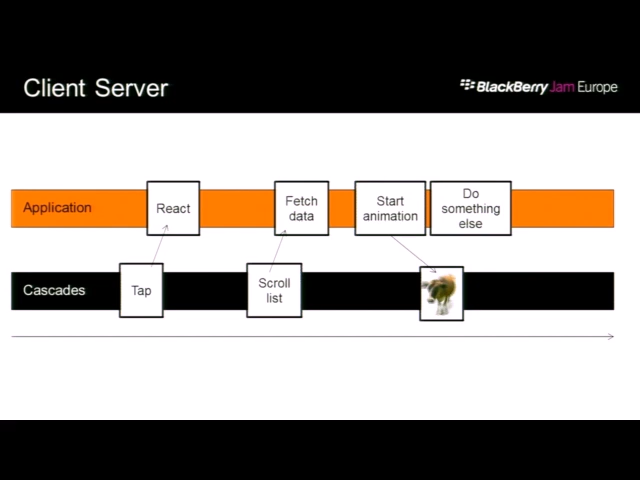 Client Server
BlackBerry Jam Europe
Application
React
Fetch
data
Start
animation
Do
something
else
Cascades
Tap
Scroll
list